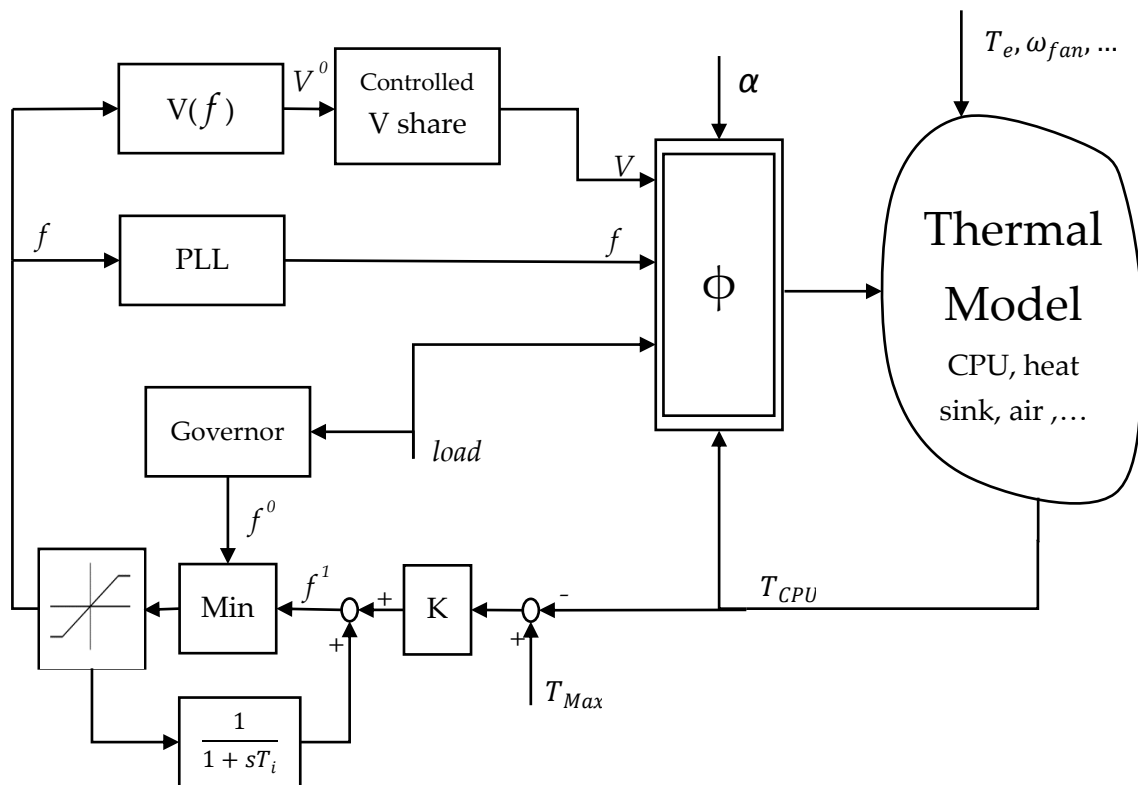 T_e, ω_fan, …
V(f)
V^0
Controlled
V share
α
V
f
PLL
f
ϕ
Thermal
Model
CPU, heat
sink, air ,…
Governor
load
f^0
Min
f^1
+
K
-
+
T_CPU
+
T_Max
1
1 + sT_i